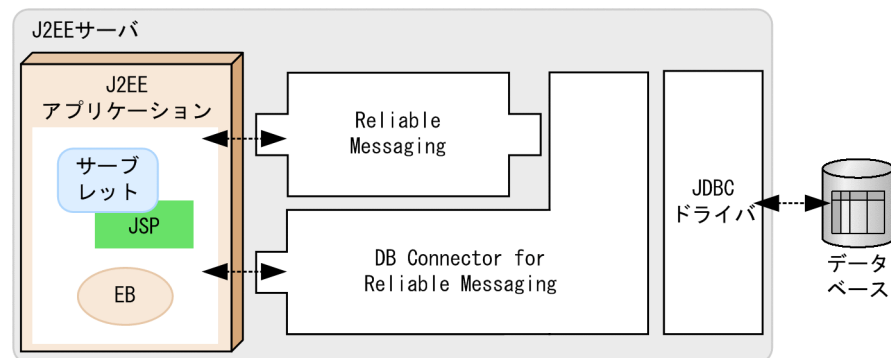 J2EEサーバ
J2EE
アプリケーション
サーブ
レット
JSP
EB
Reliable
Messaging
DB Connector for
Reliable Messaging
JDBC
ドライバ
データ
ベース